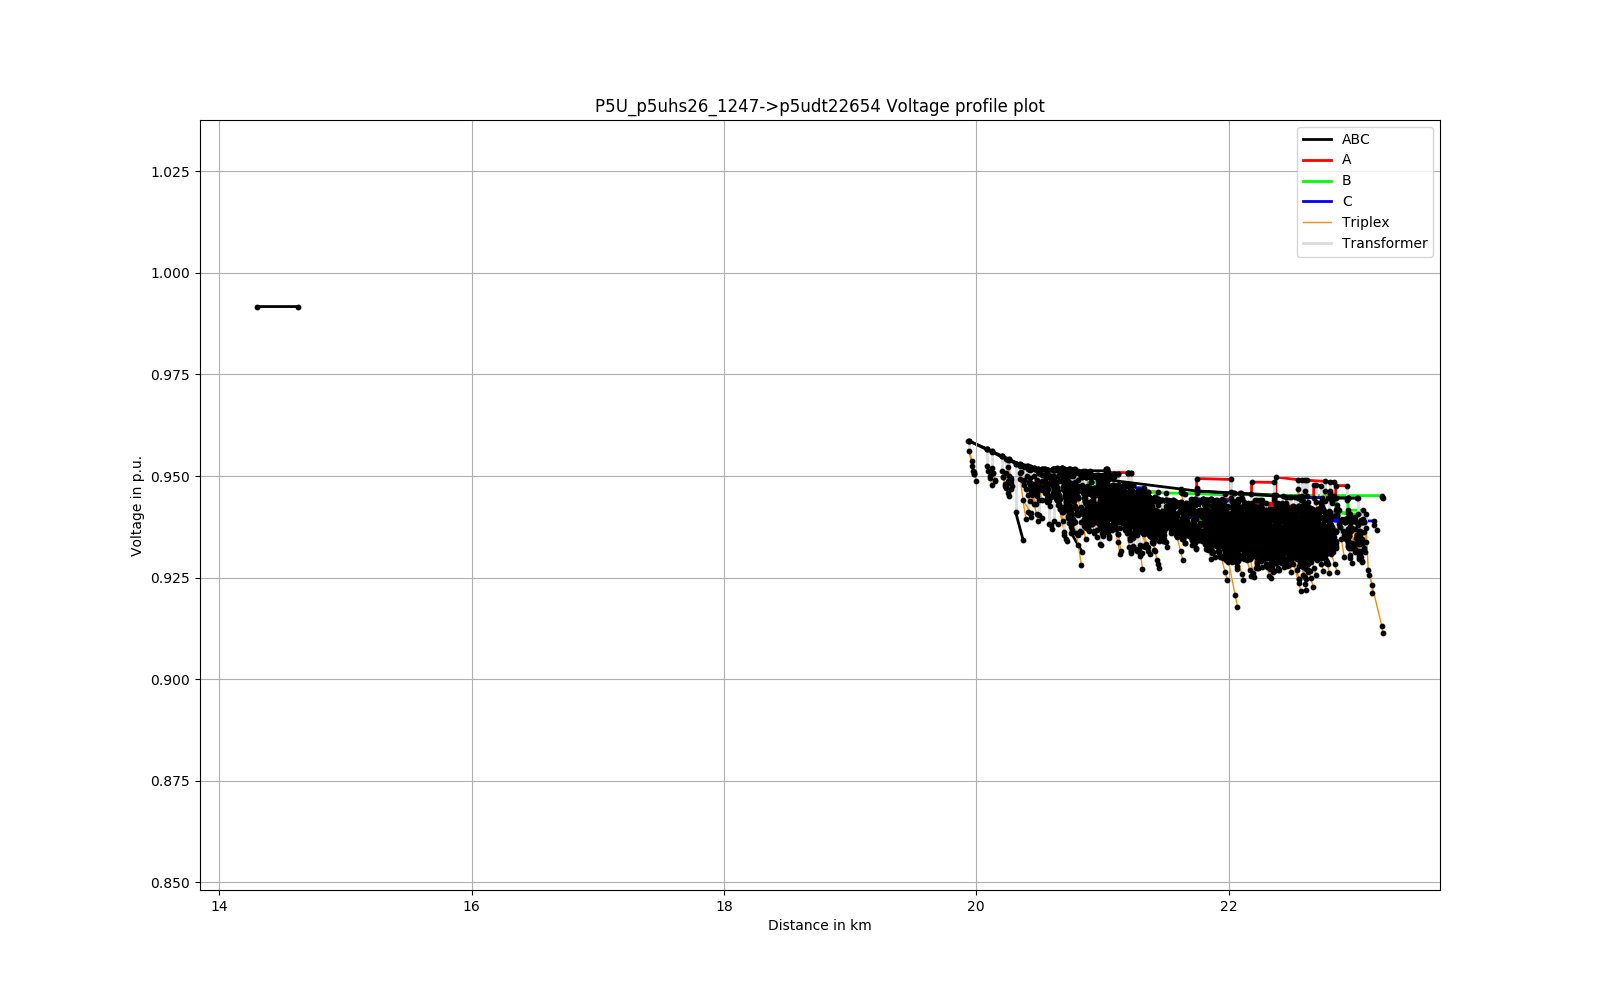 P5U_p5uhs26_1247->p5udt22654 Voltage profile plot
ABC
A
B
C
Triplex
Transformer
1.025
1.000
0.975
0.950
0.925
0.900
0.875
0.850
Voltage in p.u.
14
16
18
20
22
Distance in km